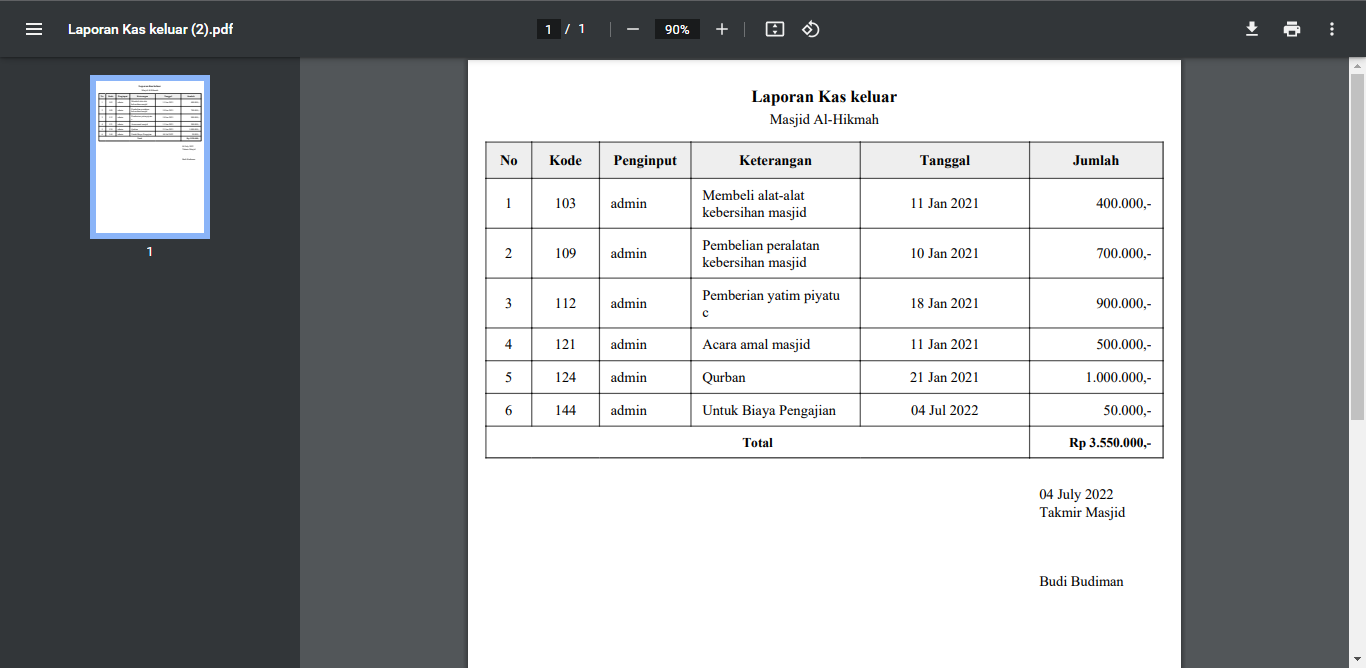 Laporan Kas keluar (2).pdf
1 / 1
90%
1
Laporan Kas keluar
Masjid Al-Hikmah
No Kode Penginput Keterangan Tanggal Jumlah
1 103 admin Membeli alat-alat kebersihan masjid 11 Jan 2021 400.000,-
2 109 admin Pembelian peralatan kebersihan masjid 10 Jan 2021 700.000,-
3 112 admin Pemberian yatim piyatu c 18 Jan 2021 900.000,-
4 121 admin Acara amal masjid 11 Jan 2021 500.000,-
5 124 admin Qurban 21 Jan 2021 1.000.000,-
6 144 admin Untuk Biaya Pengajian 04 Jul 2022 50.000,-
Total Rp 3.550.000,-
04 July 2022
Takmir Masjid
Budi Budiman